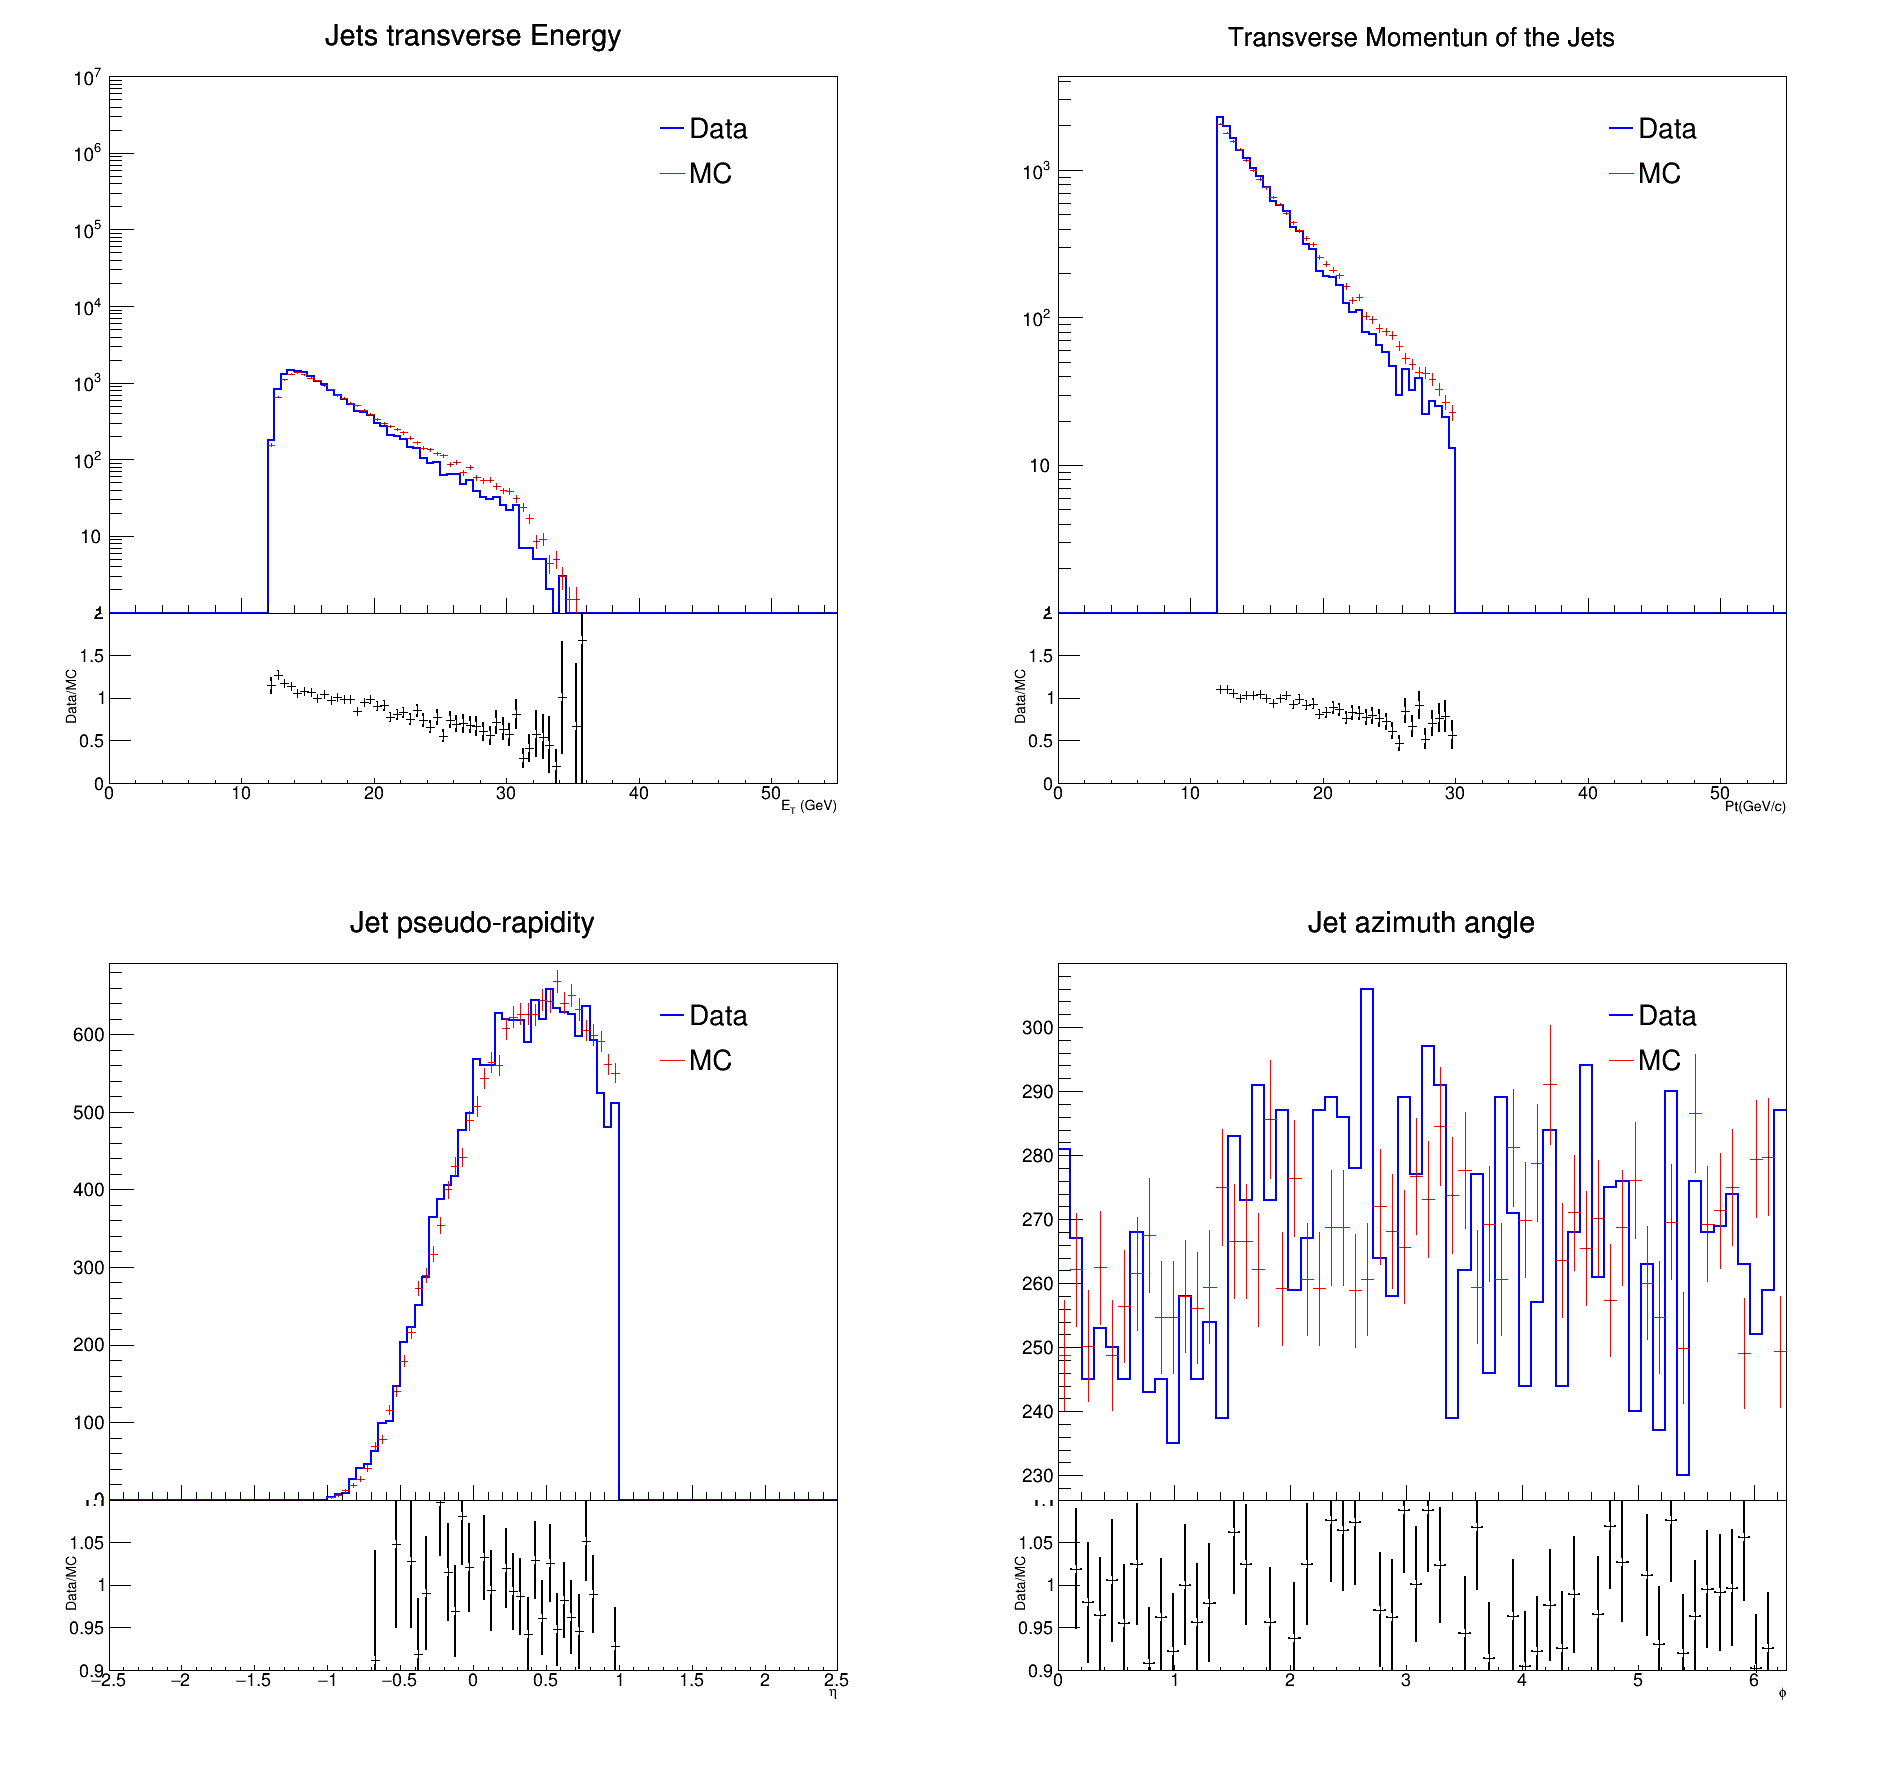 Jets transverse Energy
10^7
10^6
10^5
10^4
10^3
10^2
10
Data
MC
1.5
1
0.5
0
Data/MC
0 10 20 30 40 50
E_T (GeV)
Transverse Momentun of the Jets
10^3
10^2
10
Data
MC
2
1.5
1
0.5
0
Data/MC
0 10 20 30 40 50
Pt(GeV/c)
Jet pseudo-rapidity
600
500
400
300
200
100
0
Data
MC
1.05
1
0.95
0.9
Data/MC
−2.5 −2 −1.5 −1 −0.5 0 0.5 1 1.5 2 2.5
η
Jet azimuth angle
300
290
280
270
260
250
240
230
Data
MC
1.1
1.05
1
0.95
0.9
Data/MC
0 1 2 3 4 5 6
ϕ